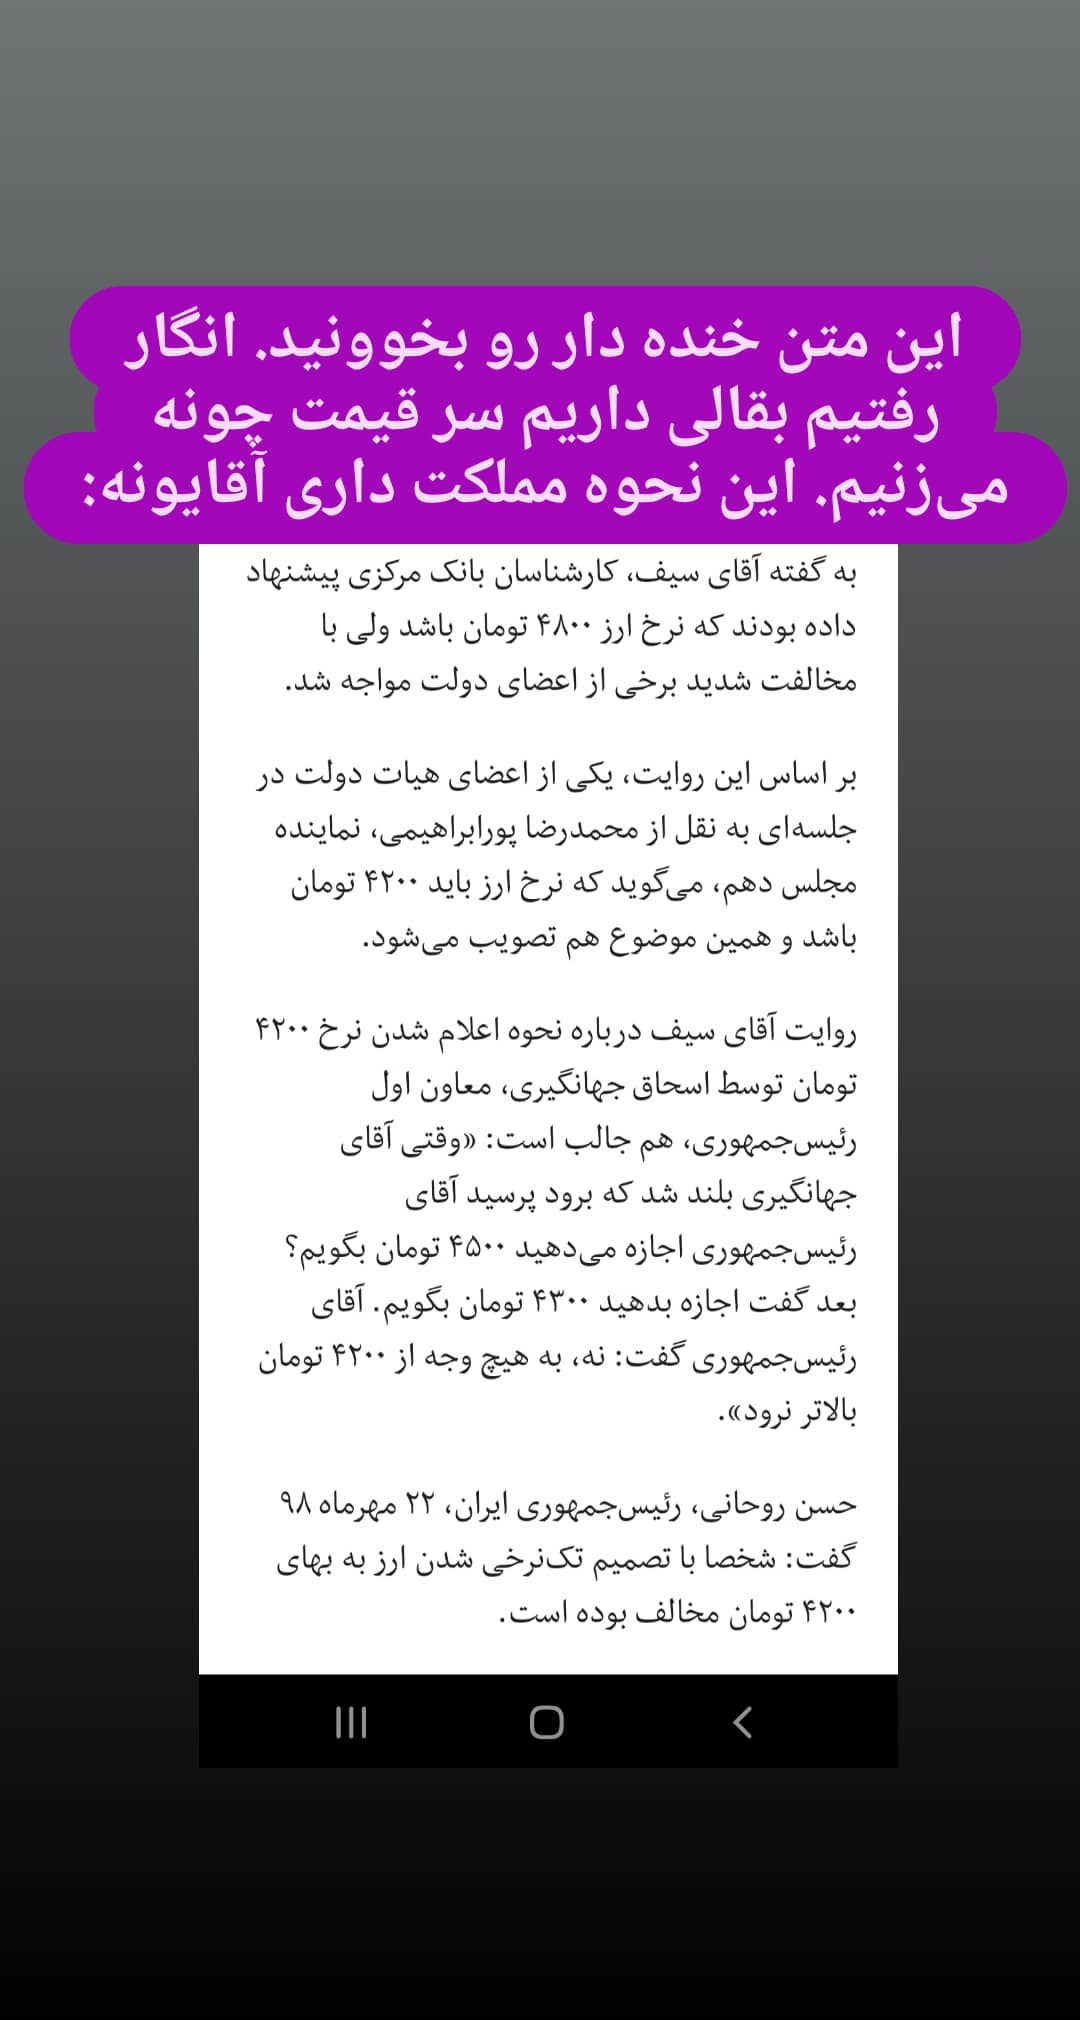 این متن خنده دار رو بخوونید. انگار
رفتیم بقالی داریم سر قیمت چونه
می‌زنیم. این نحوه مملکت داری آقایونه:
به گفته آقای سیف، کارشناسان بانک مرکزی پیشنهاد
داده بودند که نرخ ارز ۴۸۰۰ تومان باشد ولی با
مخالفت شدید برخی از اعضای دولت مواجه شد.
بر اساس این روایت، یکی از اعضای هیات دولت در
جلسه‌ای به نقل از محمدرضا پورابراهیمی، نماینده
مجلس دهم، می‌گوید که نرخ ارز باید ۴۲۰۰ تومان
باشد و همین موضوع هم تصویب می‌شود.
روایت آقای سیف درباره نحوه اعلام شدن نرخ ۴۲۰۰
تومان توسط اسحاق جهانگیری، معاون اول
رئیس‌جمهوری، هم جالب است: «وقتی آقای
جهانگیری بلند شد که برود پرسید آقای
رئیس‌جمهوری اجازه می‌دهید ۴۵۰۰ تومان بگویم؟
بعد گفت اجازه بدهید ۴۳۰۰ تومان بگویم. آقای
رئیس‌جمهوری گفت: نه، به هیچ وجه از ۴۲۰۰ تومان
بالاتر نرود».
حسن روحانی، رئیس‌جمهوری ایران، ۲۲ مهرماه ۹۸
گفت: شخصا با تصمیم تک‌نرخی شدن ارز به بهای
۴۲۰۰ تومان مخالف بوده است.